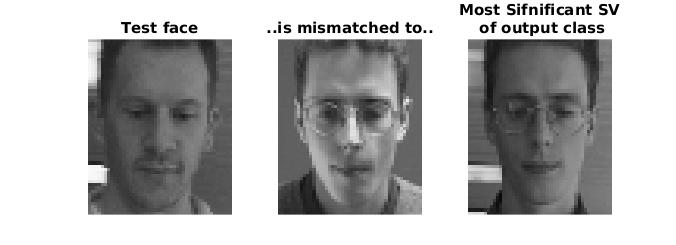 Test face
..is mismatched to..
Most Sifnificant SV
of output class